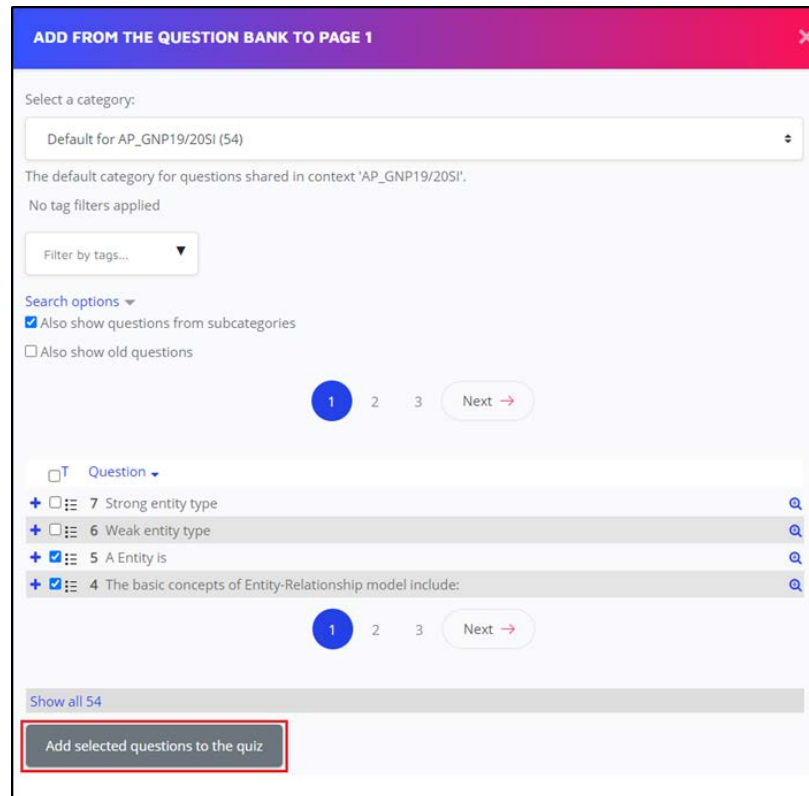 ADD FROM THE QUESTION BANK TO PAGE 1
Select a category:
Default for AP_GNP19/20SI (54)
The default category for questions shared in context 'AP_GNP19/20SI'.
No tag filters applied
Filter by tags...
Search options
Also show questions from subcategories
Also show old questions
1 2 3 Next →
T Question
7 Strong entity type
6 Weak entity type
5 A Entity is
4 The basic concepts of Entity-Relationship model include:
1 2 3 Next →
Show all 54
Add selected questions to the quiz